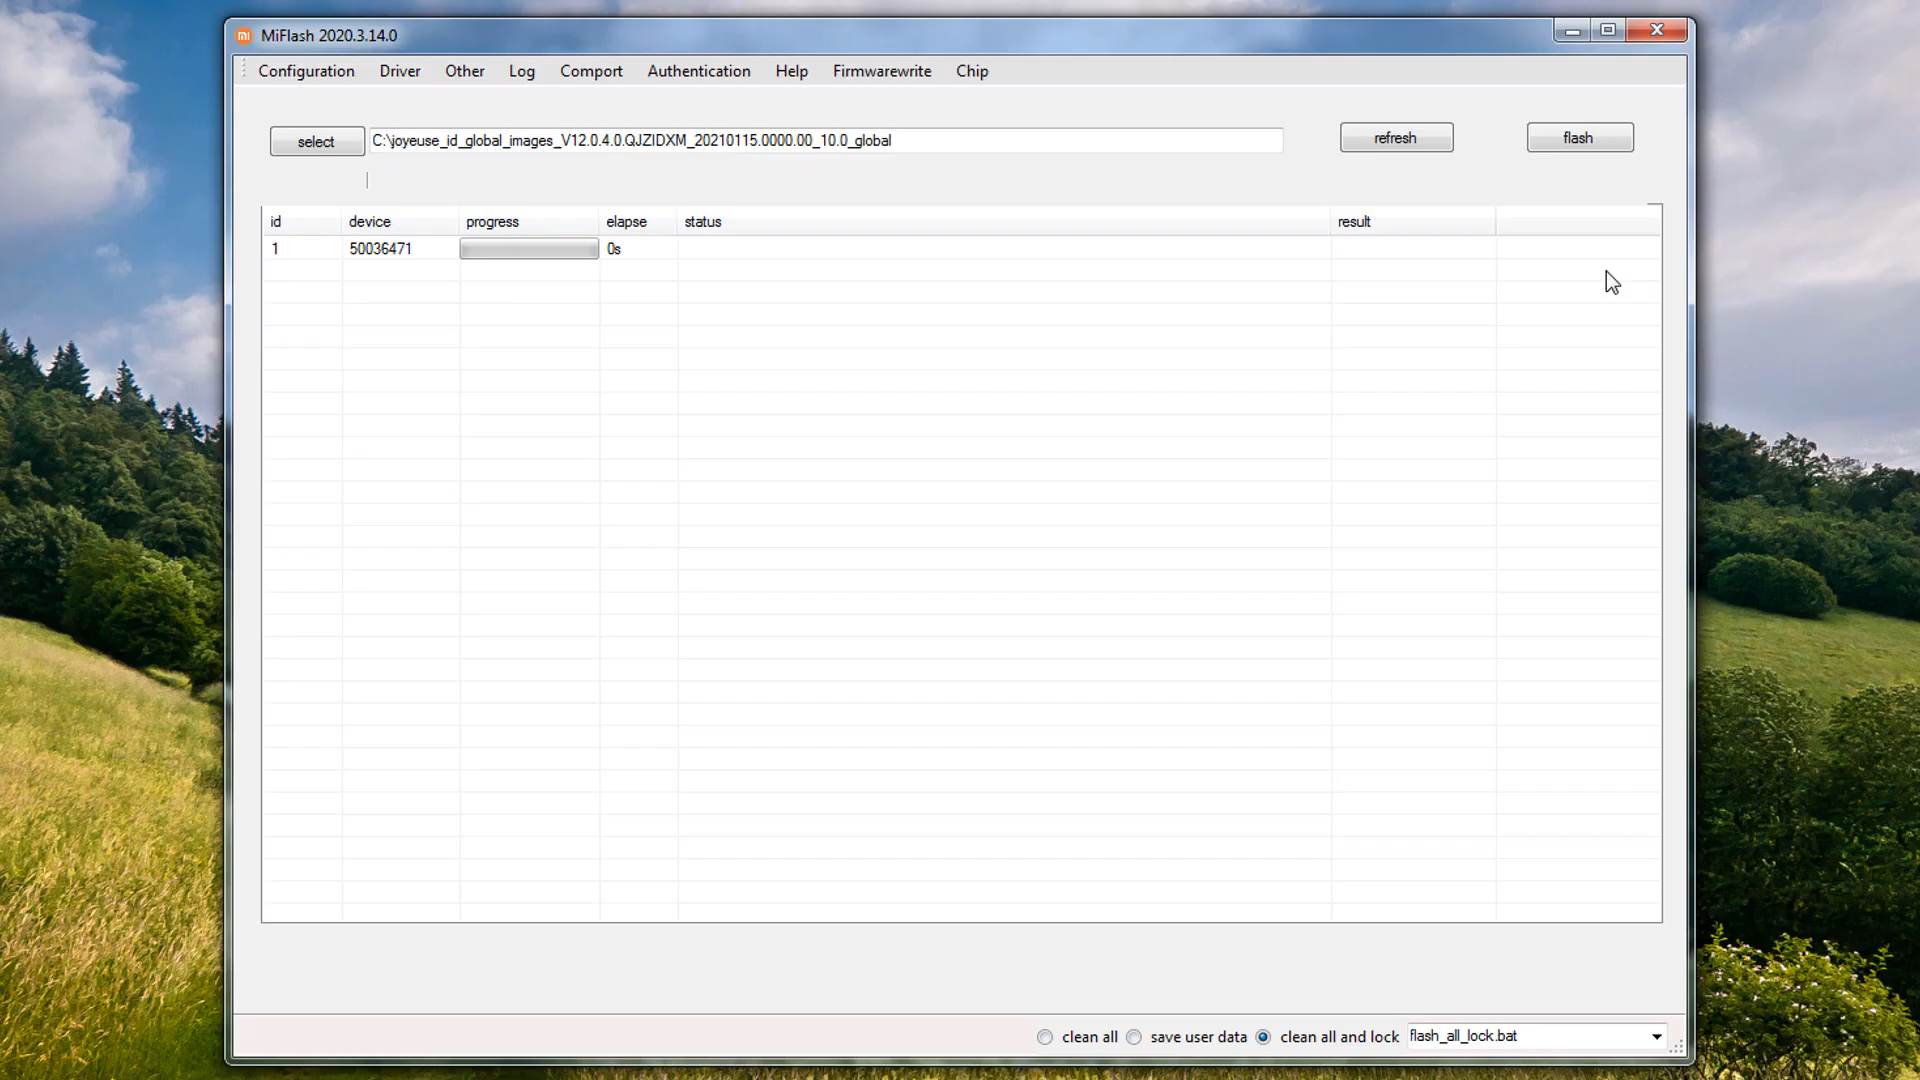 MiFlash 2020.3.14.0
Configuration Driver Other Log Comport Authentication Help Firmwarewrite Chip
select C:\joyeuse_id_global_images_V12.0.4.0.QJZIDXM_20210115.0000.00_10.0_global refresh flash
id device progress elapse status result
1 50036471 0s
clean all save user data clean all and lock flash_all_lock.bat